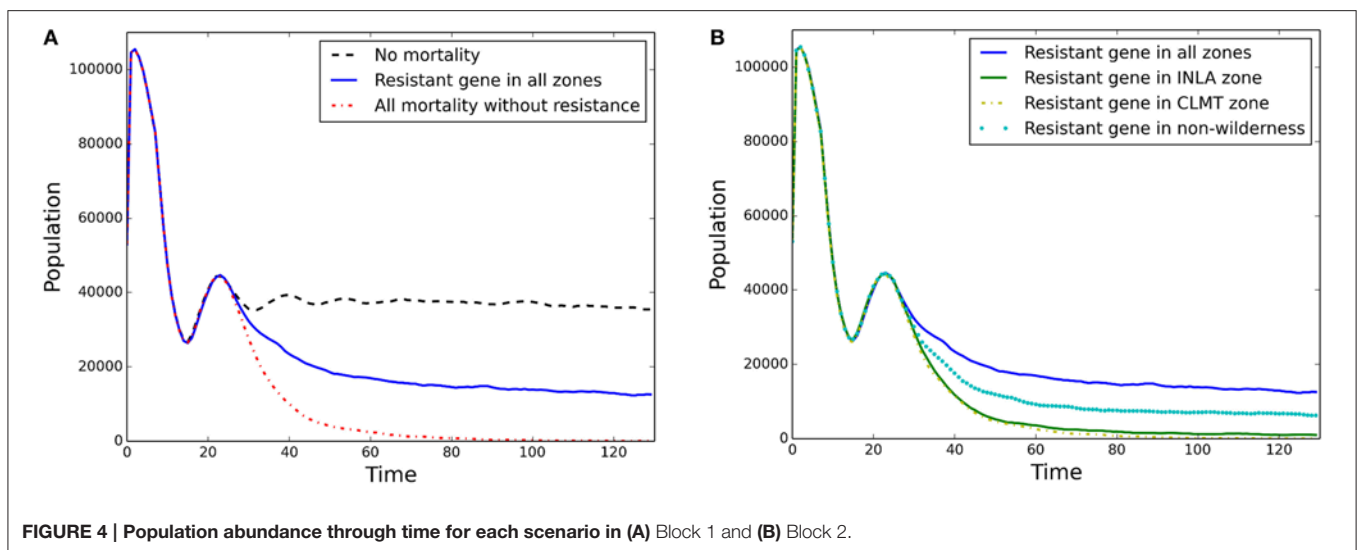 A
No mortality
Resistant gene in all zones
All mortality without resistance
Population
100000
80000
60000
40000
20000
0
0 20 40 60 80 100 120
Time
B
Resistant gene in all zones
Resistant gene in INLA zone
Resistant gene in CLMT zone
Resistant gene in non-wilderness
Population
100000
80000
60000
40000
20000
0
0 20 40 60 80 100 120
Time
FIGURE 4 | Population abundance through time for each scenario in (A) Block 1 and (B) Block 2.